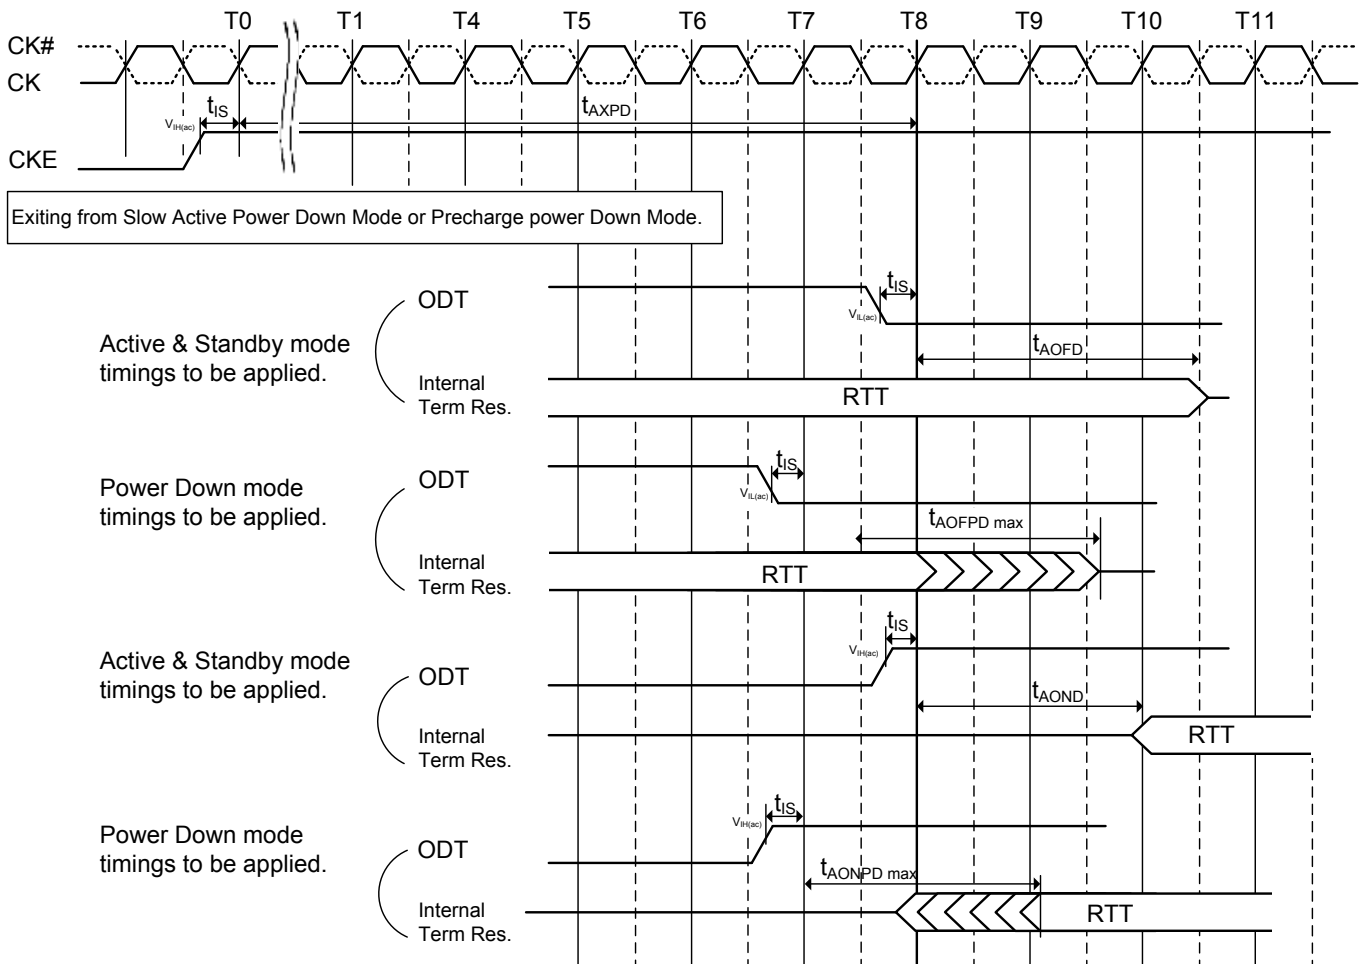 T0 T1 T4 T5 T6 T7 T8 T9 T10 T11
CK#
CK
tIS
tAXPD
VIH(ac)
CKE
Exiting from Slow Active Power Down Mode or Precharge power Down Mode.
ODT
tIS
VIL(ac)
Active & Standby mode
timings to be applied.
tAOFD
Internal
Term Res.
RTT
ODT
tIS
VIL(ac)
Power Down mode
timings to be applied.
tAOFPD max
Internal
Term Res.
RTT
tIS
VIH(ac)
Active & Standby mode
timings to be applied.
ODT
tAOND
Internal
Term Res.
RTT
tIS
VIH(ac)
Power Down mode
timings to be applied.
ODT
tAONPD max
Internal
Term Res.
RTT